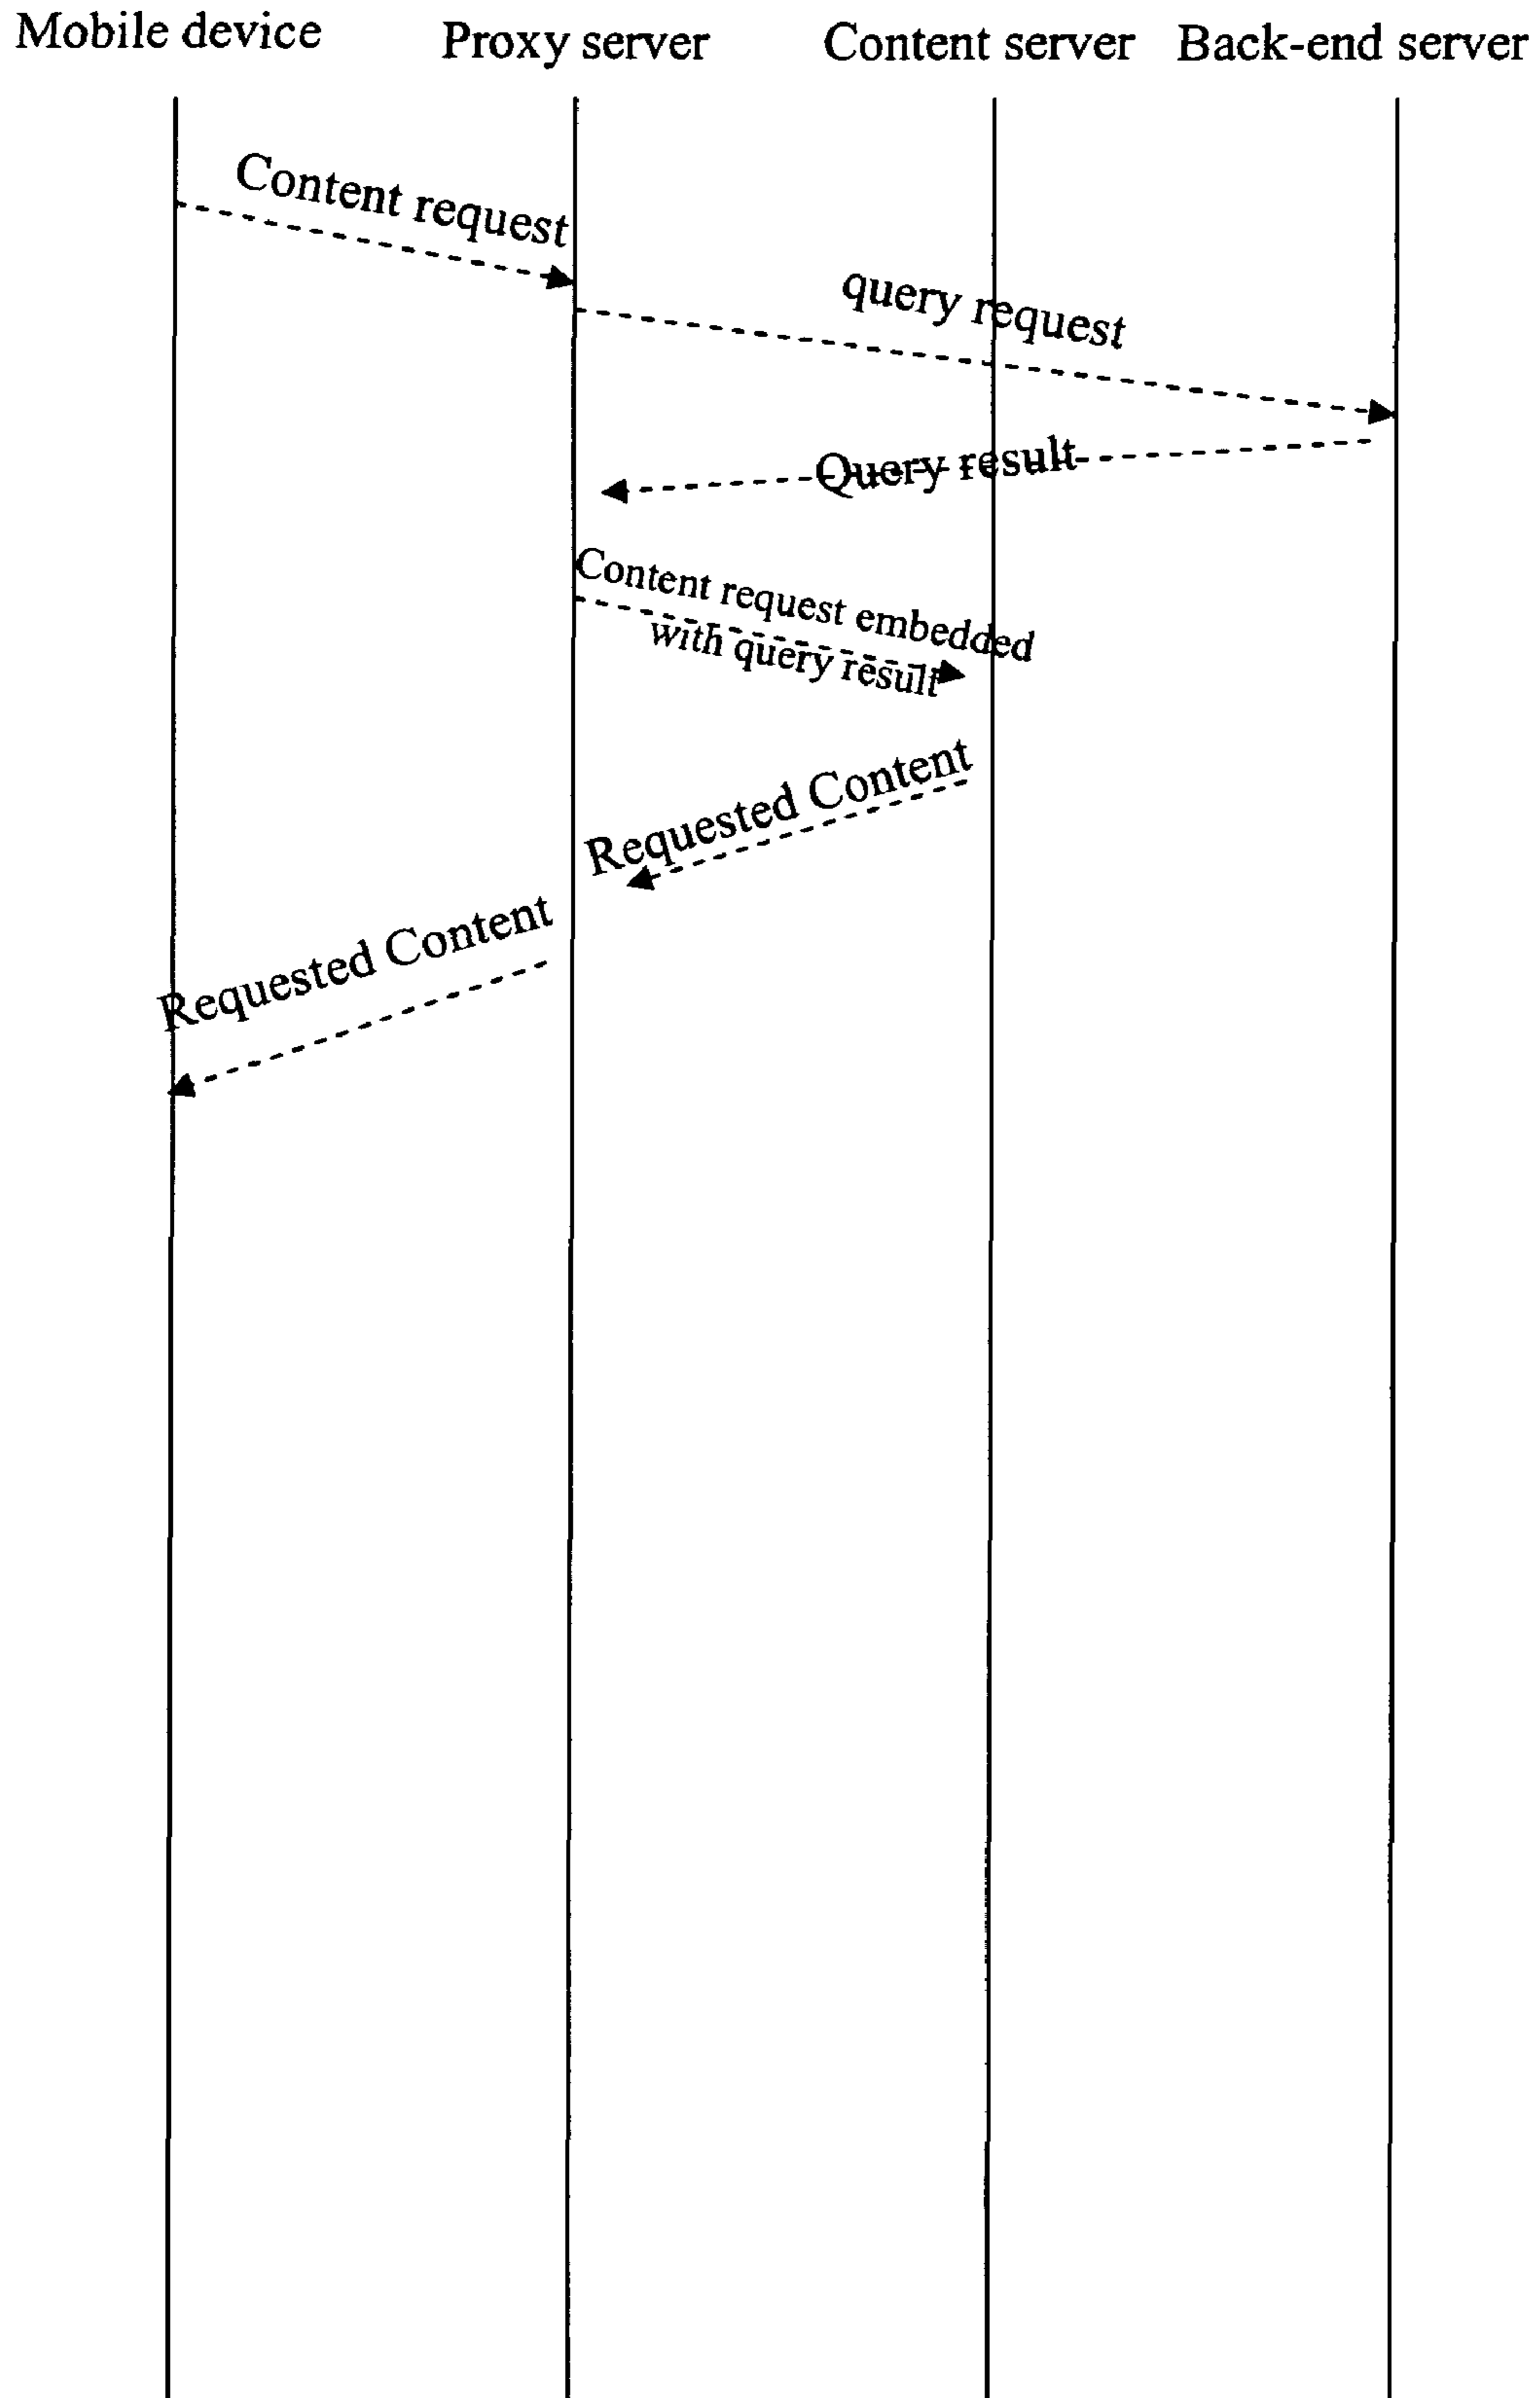 Mobile device
Proxy server
Content server
Back-end server
Content request
query request
Query result
Content request embedded
with query result
Requested Content
Requested Content